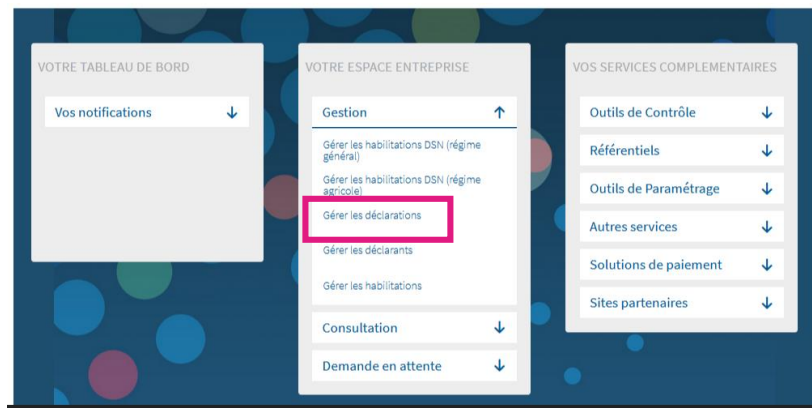 VOTRE TABLEAU DE BORD
Vos notifications
VOTRE ESPACE ENTREPRISE
Gestion
Gérer les habilitations DSN (régime
général)
Gérer les habilitations DSN (régime
agricole)
Gérer les déclarations
Gérer les déclarants
Gérer les habilitations
Consultation
Demande en attente
VOS SERVICES COMPLEMENTAIRES
Outils de Contrôle
Référentiels
Outils de Paramétrage
Autres services
Solutions de paiement
Sites partenaires